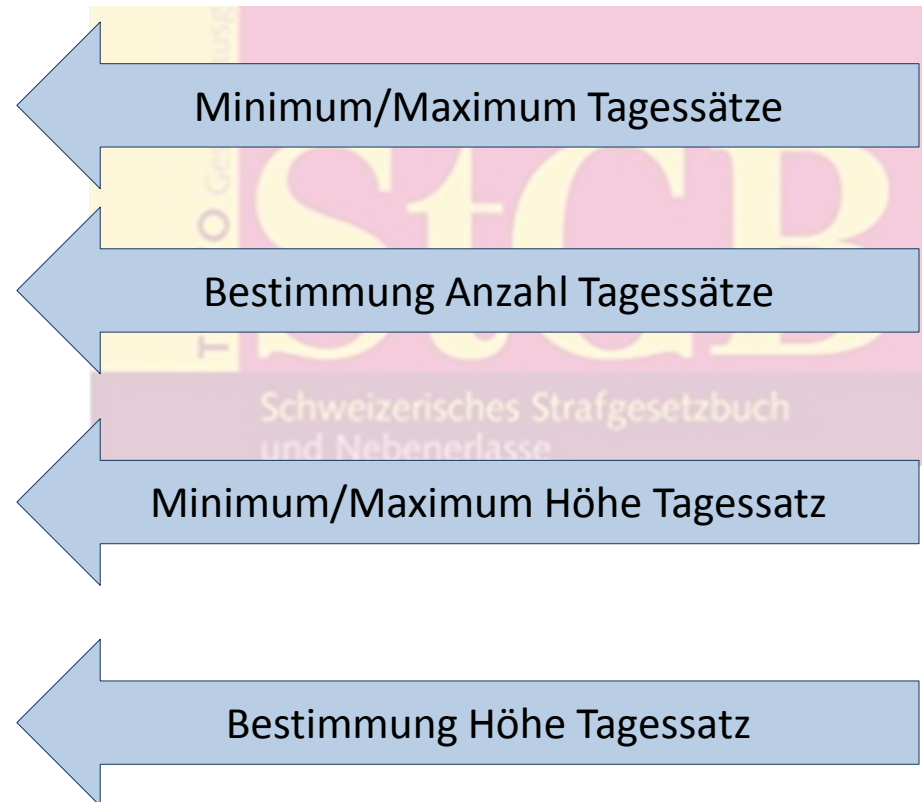 Minimum/Maximum Tagessätze
StGB
Bestimmung Anzahl Tagessätze
Schweizerisches Strafgesetzbuch
und Nebenerlasse
Minimum/Maximum Höhe Tagessatz
Bestimmung Höhe Tagessatz